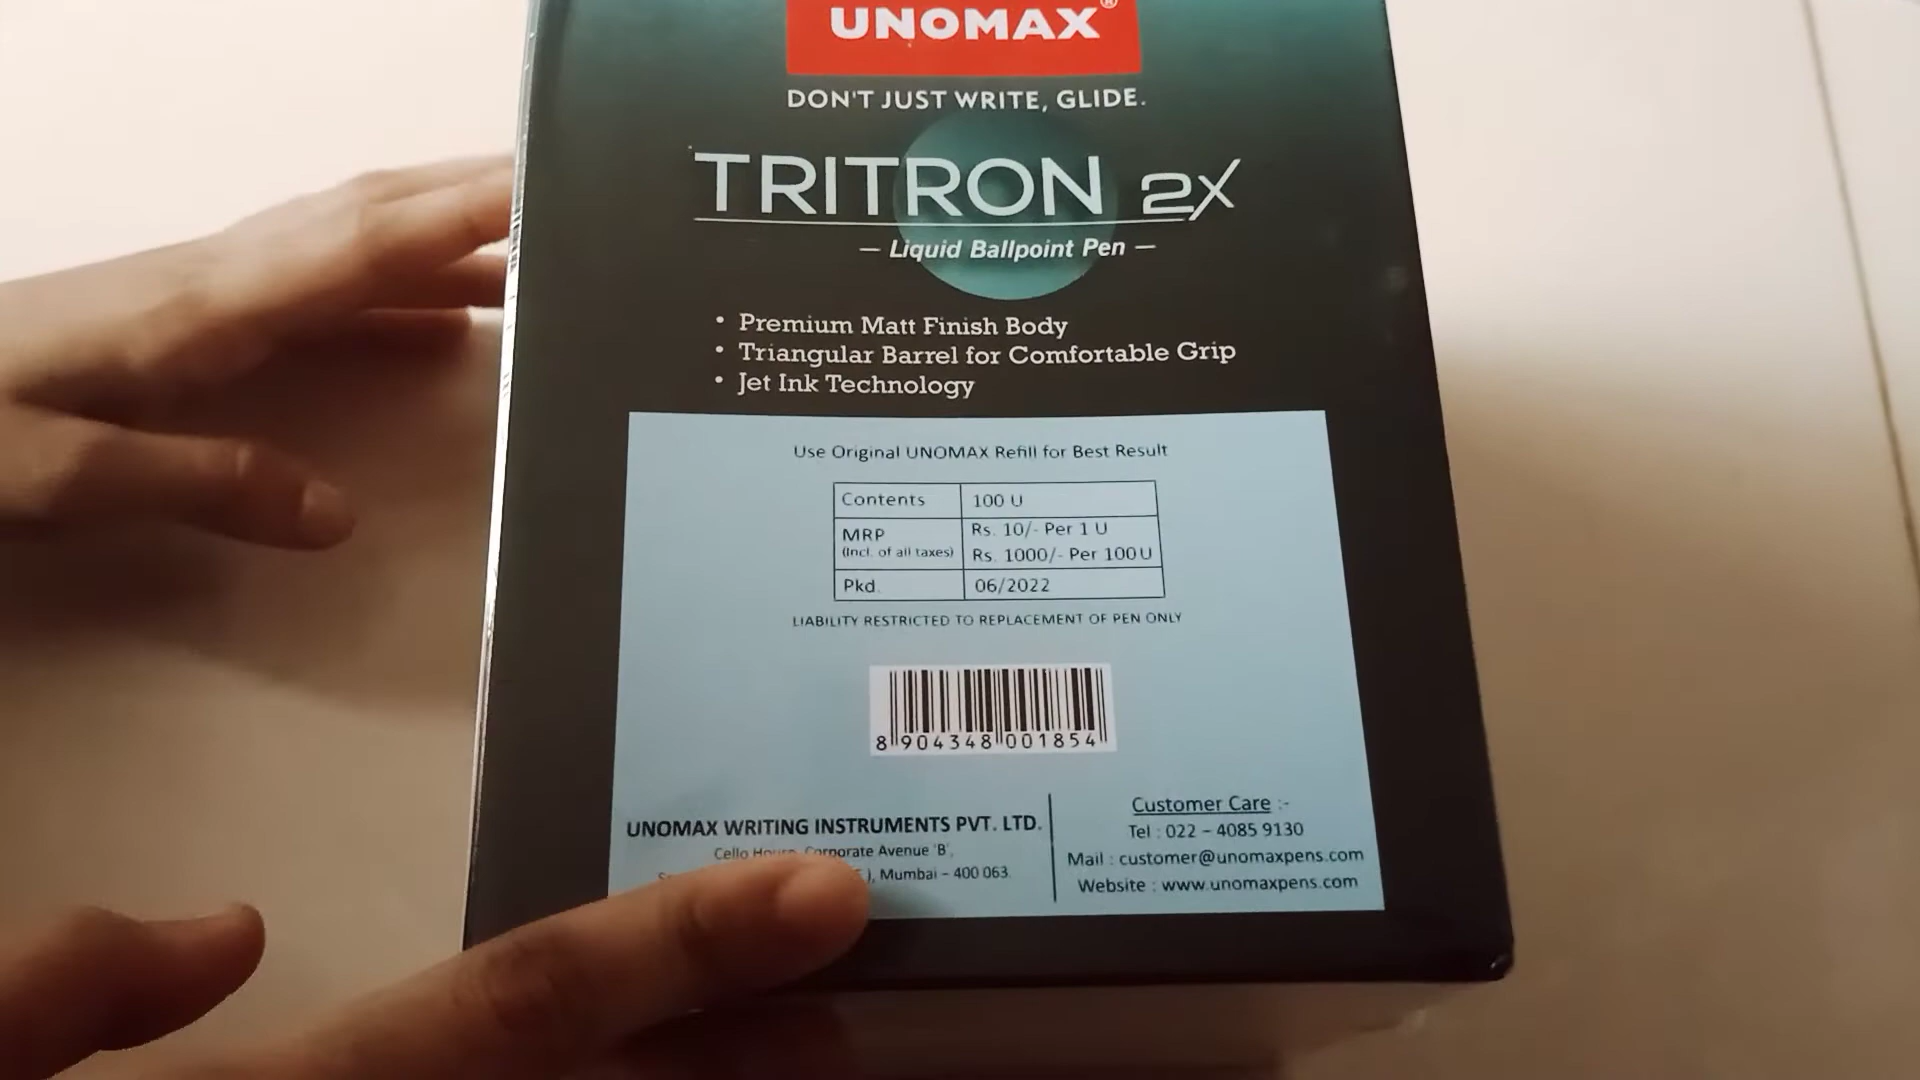 UNOMAX®
DON'T JUST WRITE, GLIDE.
TRITRON 2X
— Liquid Ballpoint Pen —
• Premium Matt Finish Body
• Triangular Barrel for Comfortable Grip
• Jet Ink Technology
Use Original UNOMAX Refill for Best Result
Contents 100 U
MRP Rs. 10/- Per 1 U
(Incl. of all taxes) Rs. 1000/- Per 100 U
Pkd. 06/2022
LIABILITY RESTRICTED TO REPLACEMENT OF PEN ONLY
8 904348 001854
UNOMAX WRITING INSTRUMENTS PVT. LTD.
Cello House, Corporate Avenue 'B',
), Mumbai – 400 063.
Customer Care :-
Tel : 022 – 4085 9130
Mail : customer@unomaxpens.com
Website : www.unomaxpens.com